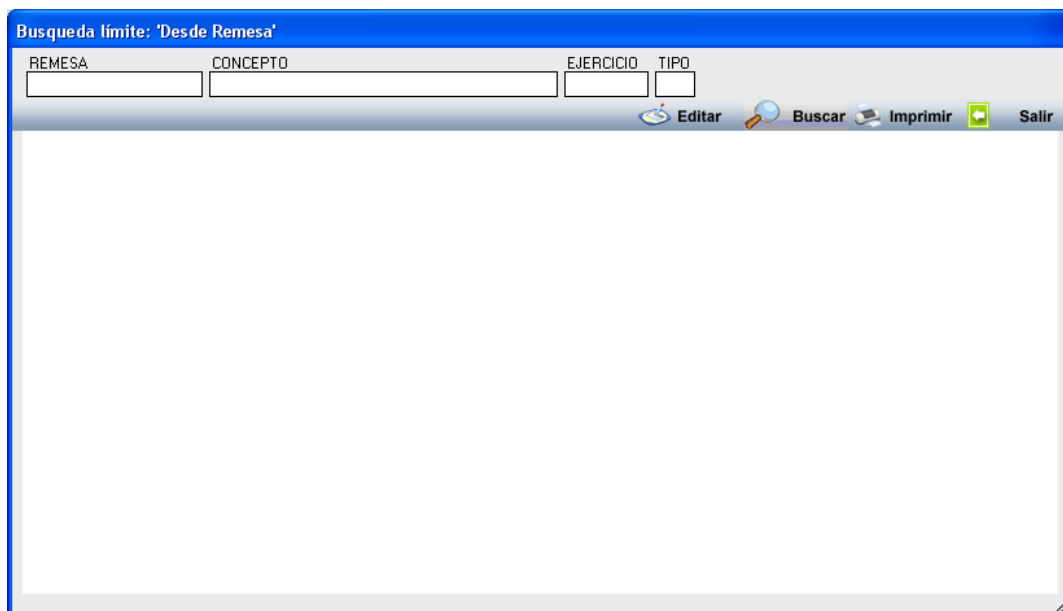 Busqueda límite: 'Desde Remesa'
REMESA CONCEPTO EJERCICIO TIPO
Editar Buscar Imprimir Salir